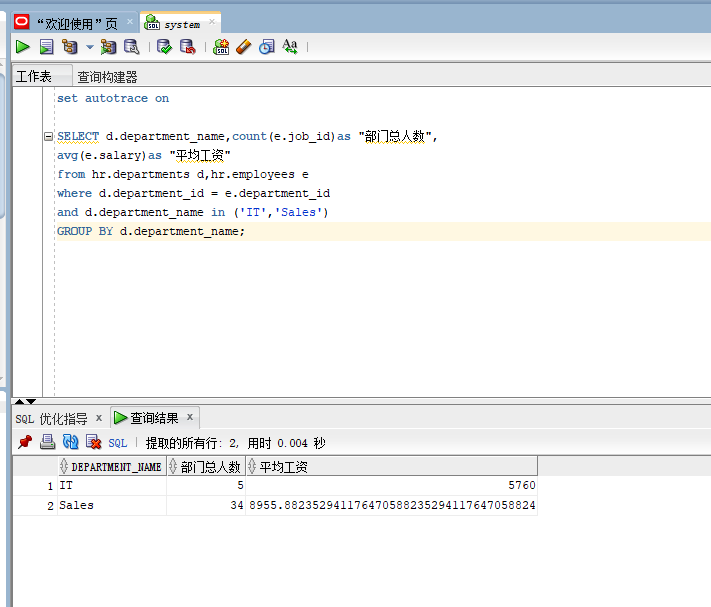 “欢迎使用”页
system
工作表 查询构建器
set autotrace on
SELECT d.department_name,count(e.job_id)as "部门总人数",
avg(e.salary)as "平均工资"
from hr.departments d,hr.employees e
where d.department_id = e.department_id
and d.department_name in ('IT','Sales')
GROUP BY d.department_name;
SQL 优化指导 查询结果
SQL 提取的所有行: 2, 用时 0.004 秒
DEPARTMENT_NAME 部门总人数 平均工资
1 IT 5 5760
2 Sales 34 8955.88235294117647058823529411764705882​4